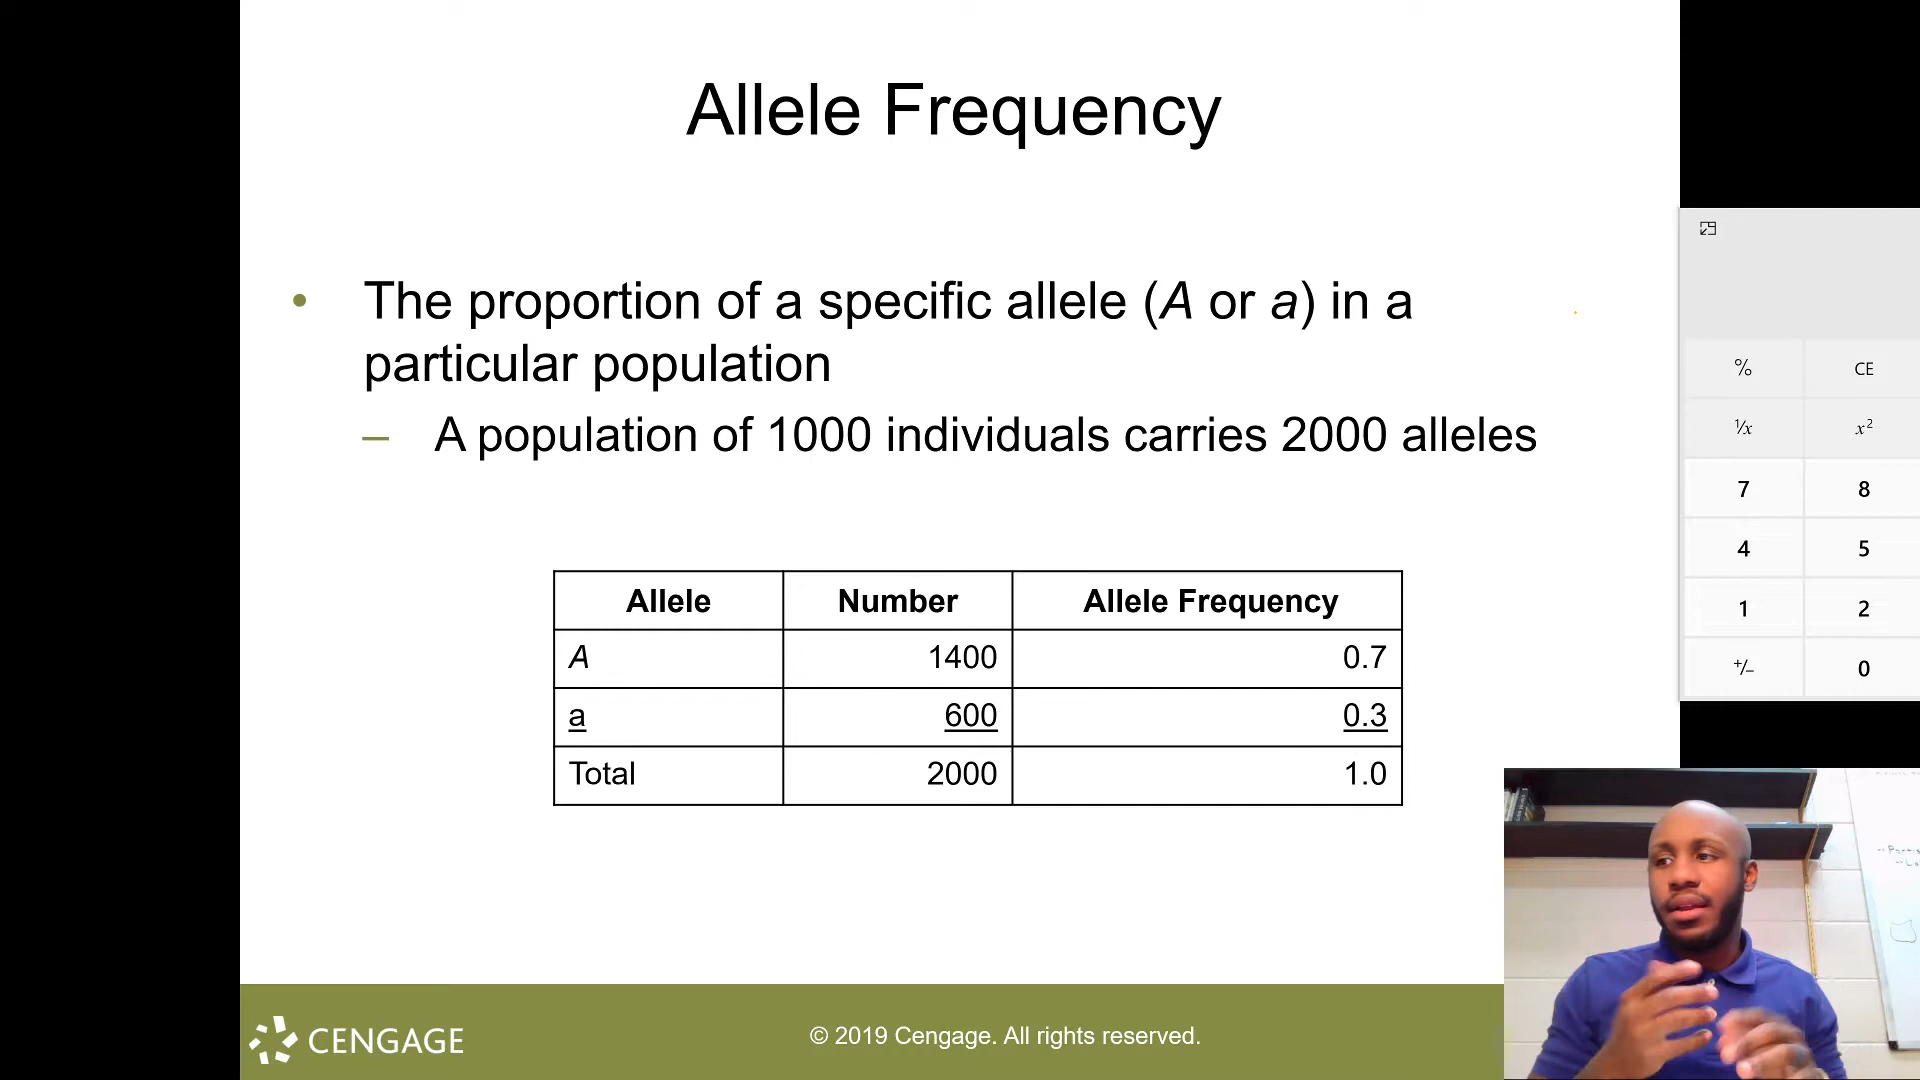 Allele Frequency
• The proportion of a specific allele (A or a) in a
particular population
– A population of 1000 individuals carries 2000 alleles
Allele Number Allele Frequency
A 1400 0.7
a 600 0.3
Total 2000 1.0
% CE
1/x x²
7 8
4 5
1 2
+/- 0
CENGAGE
© 2019 Cengage. All rights reserved.